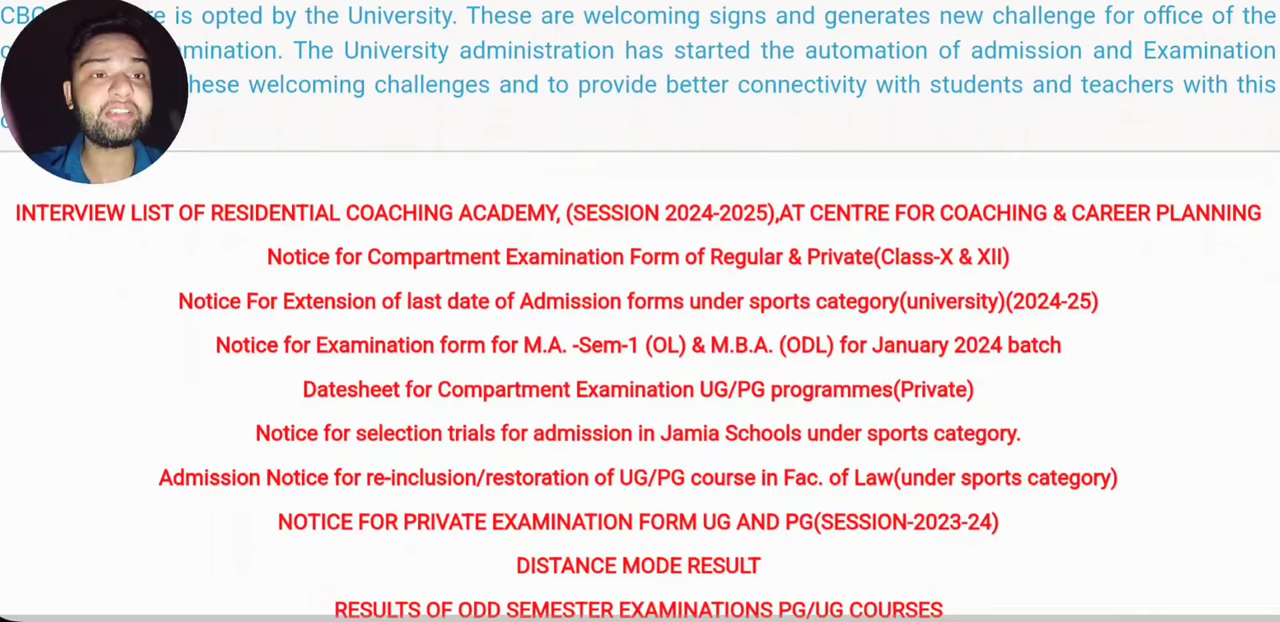 CBC re is opted by the University. These are welcoming signs and generates new challenge for office of the
mination. The University administration has started the automation of admission and Examination
hese welcoming challenges and to provide better connectivity with students and teachers with this
INTERVIEW LIST OF RESIDENTIAL COACHING ACADEMY, (SESSION 2024-2025),AT CENTRE FOR COACHING & CAREER PLANNING
Notice for Compartment Examination Form of Regular & Private(Class-X & XII)
Notice For Extension of last date of Admission forms under sports category(university)(2024-25)
Notice for Examination form for M.A. -Sem-1 (OL) & M.B.A. (ODL) for January 2024 batch
Datesheet for Compartment Examination UG/PG programmes(Private)
Notice for selection trials for admission in Jamia Schools under sports category.
Admission Notice for re-inclusion/restoration of UG/PG course in Fac. of Law(under sports category)
NOTICE FOR PRIVATE EXAMINATION FORM UG AND PG(SESSION-2023-24)
DISTANCE MODE RESULT
RESULTS OF ODD SEMESTER EXAMINATIONS PG/UG COURSES